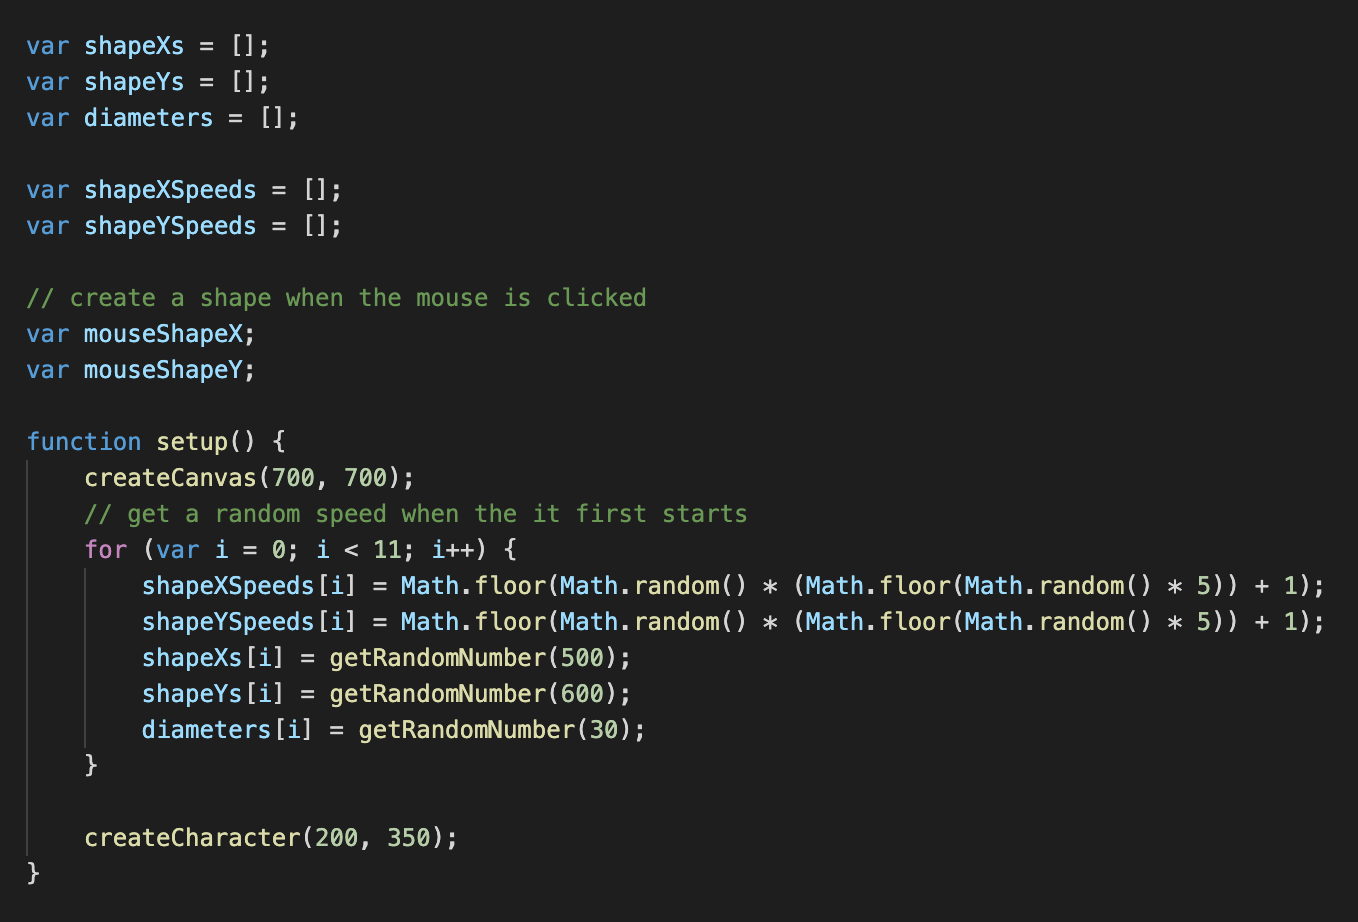 var shapeXs = [];
var shapeYs = [];
var diameters = [];

var shapeXSpeeds = [];
var shapeYSpeeds = [];

// create a shape when the mouse is clicked
var mouseShapeX;
var mouseShapeY;

function setup() {
    createCanvas(700, 700);
    // get a random speed when the it first starts
    for (var i = 0; i < 11; i++) {
        shapeXSpeeds[i] = Math.floor(Math.random() * (Math.floor(Math.random() * 5)) + 1);
        shapeYSpeeds[i] = Math.floor(Math.random() * (Math.floor(Math.random() * 5)) + 1);
        shapeXs[i] = getRandomNumber(500);
        shapeYs[i] = getRandomNumber(600);
        diameters[i] = getRandomNumber(30);
    }

    createCharacter(200, 350);
}